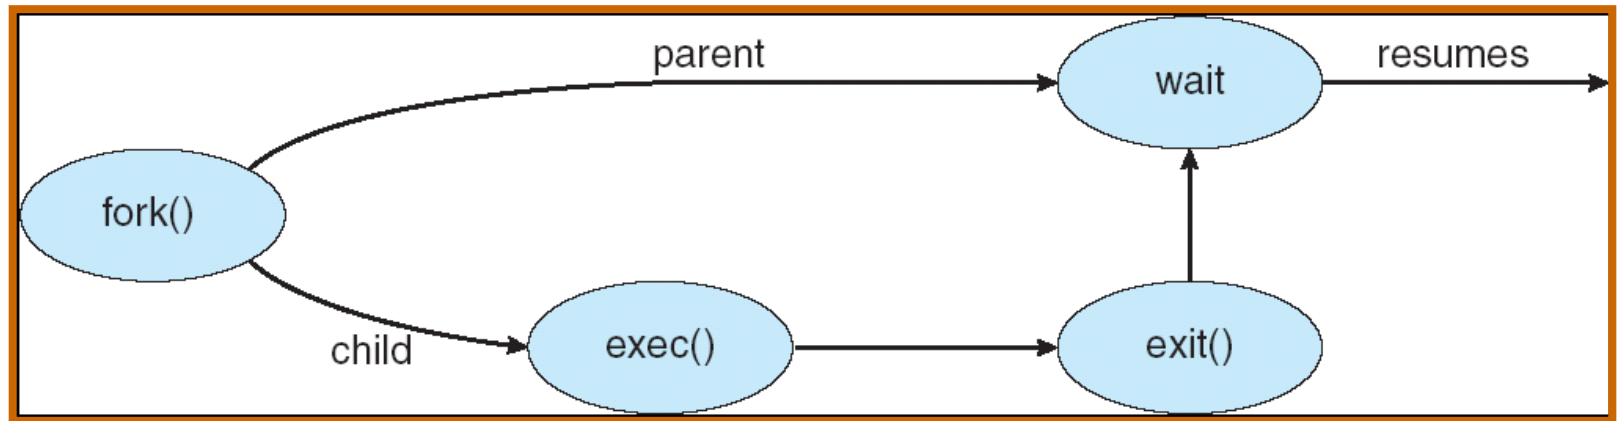 parent
wait
resumes
fork()
child
exec()
exit()